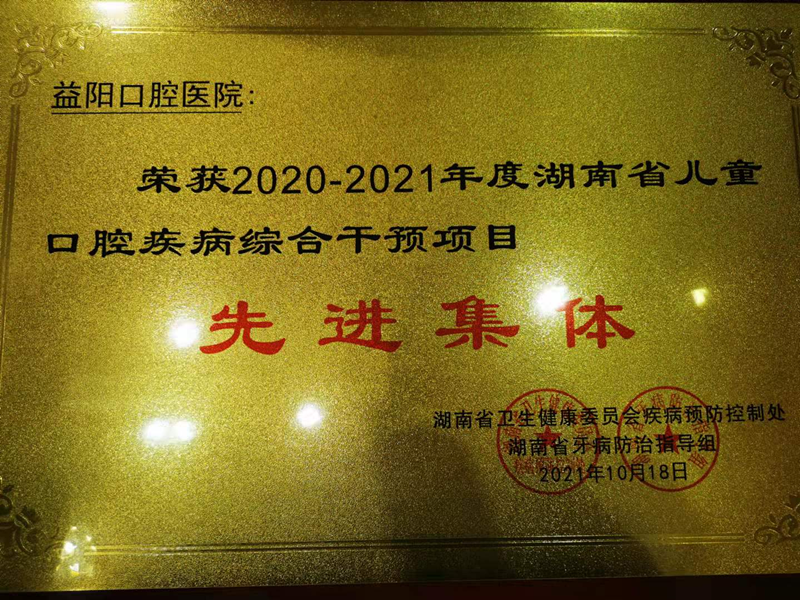 益阳口腔医院:
荣获2020-2021年度湖南省儿童
口腔疾病综合干预项目
先进集体
湖南省卫生健康委员会疾病预防控制处
湖南省牙病防治指导组
2021年10月18日